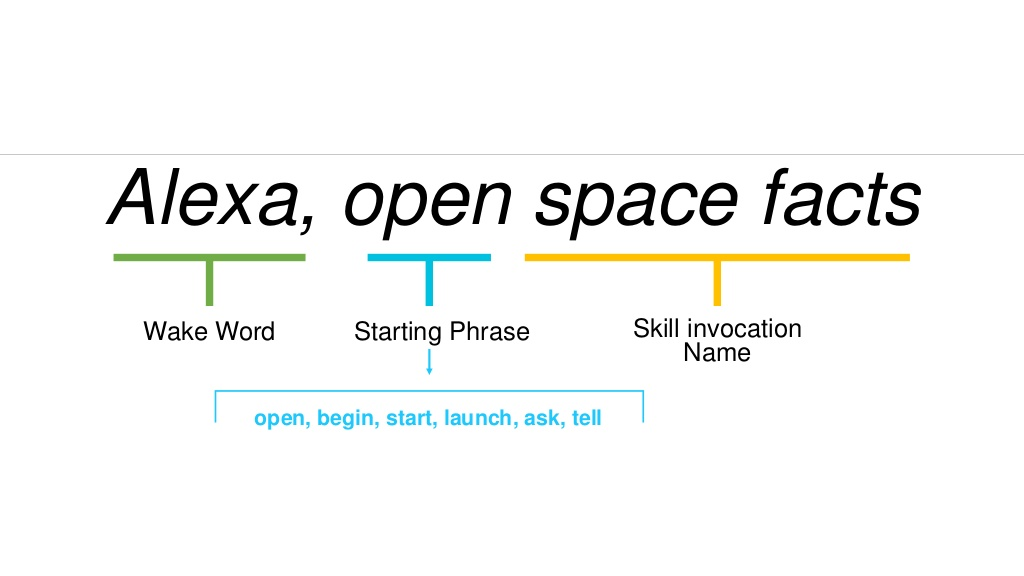 Alexa, open space facts
Wake Word
Starting Phrase
Skill invocation
Name
open, begin, start, launch, ask, tell